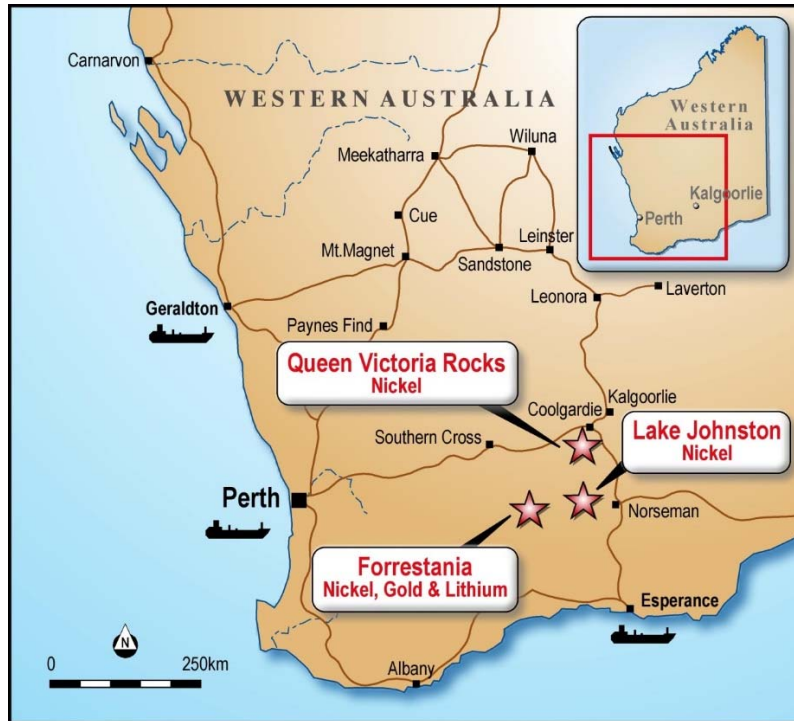 Carnarvon
WESTERN AUSTRALIA
Western
Australia
Kalgoorlie
Perth
Wiluna
Meekatharra
Cue
Leinster
Mt.Magnet
Sandstone
Laverton
Leonora
Geraldton
Paynes Find
Queen Victoria Rocks
Nickel
Kalgoorlie
Coolgardie
Lake Johnston
Nickel
Southern Cross
Perth
Norseman
Forrestania
Nickel, Gold & Lithium
Esperance
N
0 250km
Albany